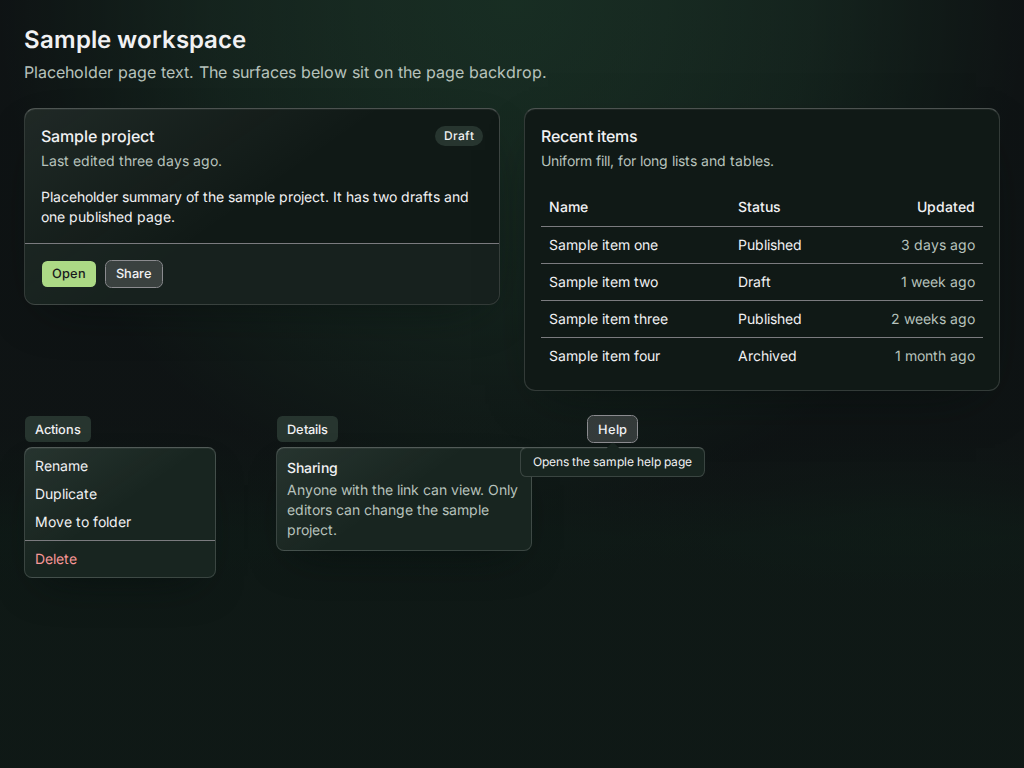 Sample workspace
Placeholder page text. The surfaces below sit on the page backdrop.
Sample project
Draft
Last edited three days ago.
Placeholder summary of the sample project. It has two drafts and
one published page.
Open Share
Recent items
Uniform fill, for long lists and tables.
Name Status Updated
Sample item one Published 3 days ago
Sample item two Draft 1 week ago
Sample item three Published 2 weeks ago
Sample item four Archived 1 month ago
Actions
Rename
Duplicate
Move to folder
Delete
Details
Sharing
Anyone with the link can view. Only
editors can change the sample
project.
Help
Opens the sample help page